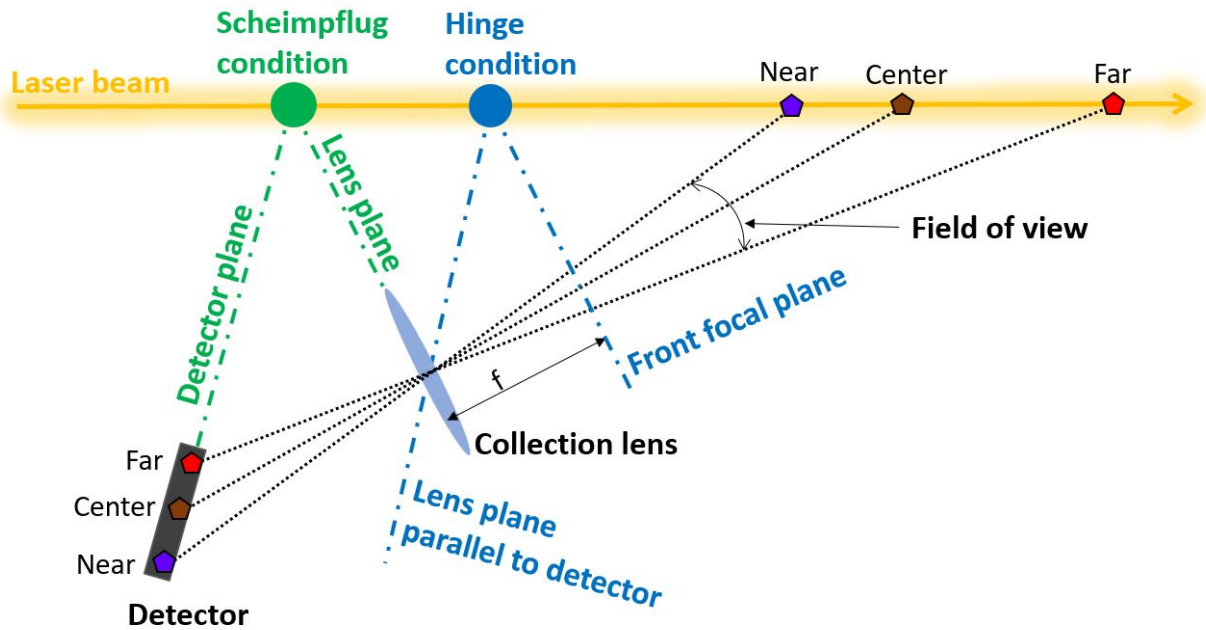 Scheimpflug
condition
Hinge
condition
Laser beam
Near
Center
Far
Lens plane
Detector plane
Field of view
Front focal plane
f
Collection lens
Far
Center
Near
Lens plane
parallel to detector
Detector